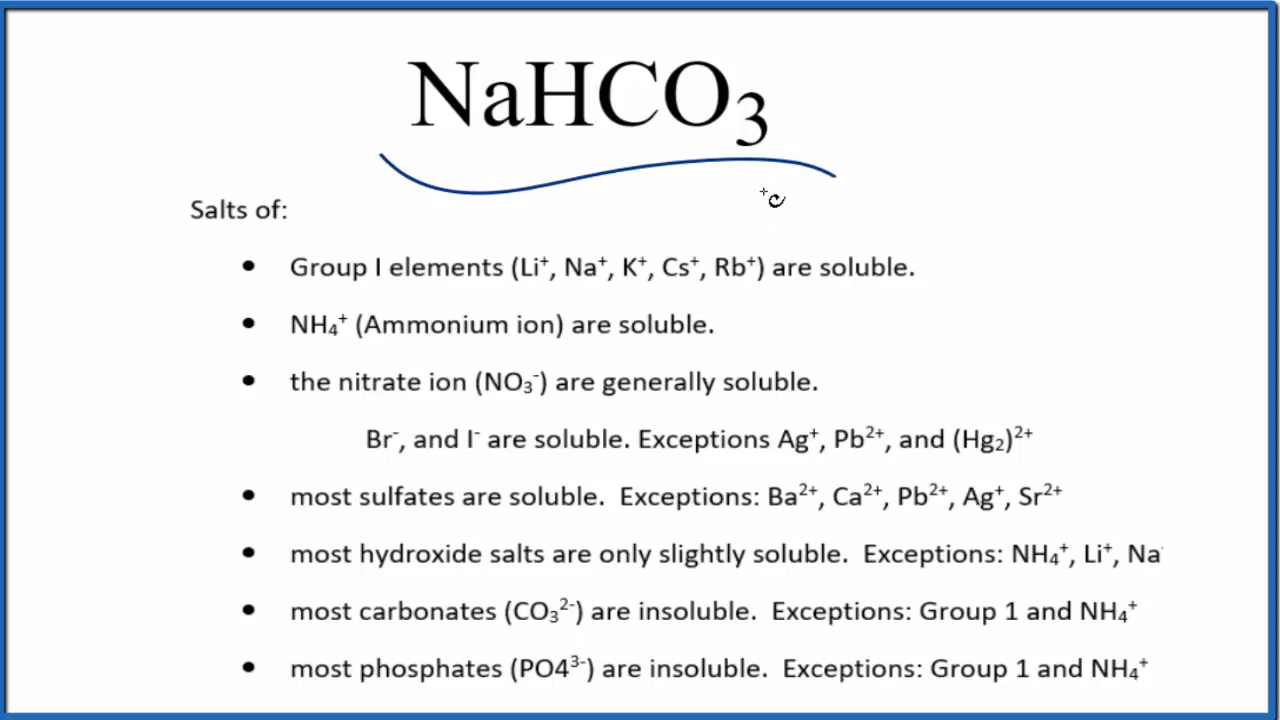 NaHCO₃
Salts of:
• Group I elements (Li⁺, Na⁺, K⁺, Cs⁺, Rb⁺) are soluble.
• NH₄⁺ (Ammonium ion) are soluble.
• the nitrate ion (NO₃⁻) are generally soluble.
Br⁻, and I⁻ are soluble. Exceptions Ag⁺, Pb²⁺, and (Hg₂)²⁺
• most sulfates are soluble. Exceptions: Ba²⁺, Ca²⁺, Pb²⁺, Ag⁺, Sr²⁺
• most hydroxide salts are only slightly soluble. Exceptions: NH₄⁺, Li⁺, Na
• most carbonates (CO₃²⁻) are insoluble. Exceptions: Group 1 and NH₄⁺
• most phosphates (PO4³⁻) are insoluble. Exceptions: Group 1 and NH₄⁺